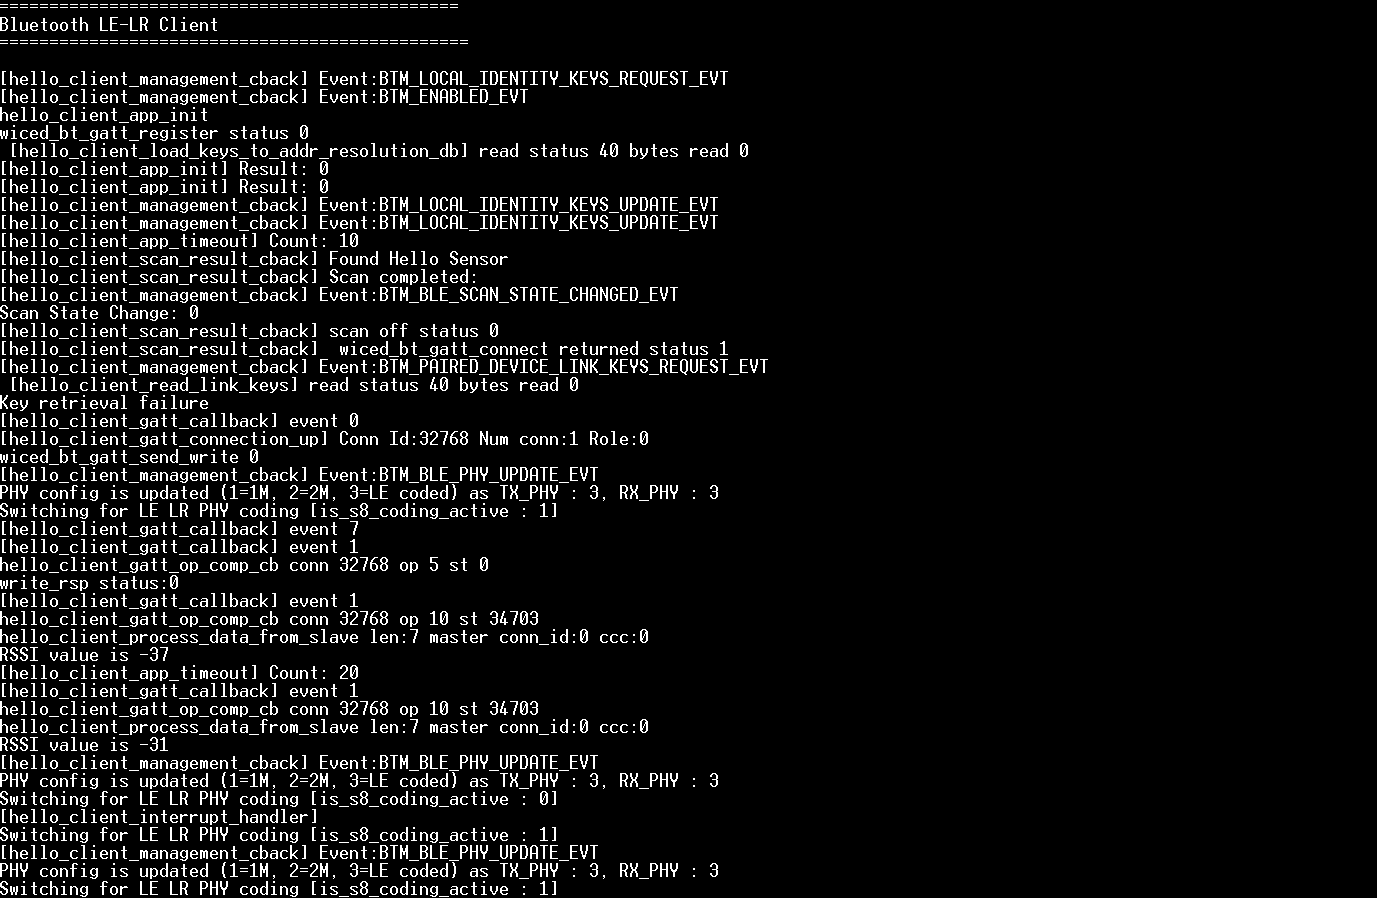 ==============================================
Bluetooth LE-LR Client
===============================================
[hello_client_management_cback] Event:BTM_LOCAL_IDENTITY_KEYS_REQUEST_EVT
[hello_client_management_cback] Event:BTM_ENABLED_EVT
hello_client_app_init
wiced_bt_gatt_register status 0
 [hello_client_load_keys_to_addr_resolution_db] read status 40 bytes read 0
[hello_client_app_init] Result: 0
[hello_client_app_init] Result: 0
[hello_client_management_cback] Event:BTM_LOCAL_IDENTITY_KEYS_UPDATE_EVT
[hello_client_management_cback] Event:BTM_LOCAL_IDENTITY_KEYS_UPDATE_EVT
[hello_client_app_timeout] Count: 10
[hello_client_scan_result_cback] Found Hello Sensor
[hello_client_scan_result_cback] Scan completed:
[hello_client_management_cback] Event:BTM_BLE_SCAN_STATE_CHANGED_EVT
Scan State Change: 0
[hello_client_scan_result_cback] scan off status 0
[hello_client_scan_result_cback]  wiced_bt_gatt_connect returned status 1
[hello_client_management_cback] Event:BTM_PAIRED_DEVICE_LINK_KEYS_REQUEST_EVT
 [hello_client_read_link_keys] read status 40 bytes read 0
Key retrieval failure
[hello_client_gatt_callback] event 0
[hello_client_gatt_connection_up] Conn Id:32768 Num conn:1 Role:0
wiced_bt_gatt_send_write 0
[hello_client_management_cback] Event:BTM_BLE_PHY_UPDATE_EVT
PHY config is updated (1=1M, 2=2M, 3=LE coded) as TX_PHY : 3, RX_PHY : 3
Switching for LE LR PHY coding [is_s8_coding_active : 1]
[hello_client_gatt_callback] event 7
[hello_client_gatt_callback] event 1
hello_client_gatt_op_comp_cb conn 32768 op 5 st 0
write_rsp status:0
[hello_client_gatt_callback] event 1
hello_client_gatt_op_comp_cb conn 32768 op 10 st 34703
hello_client_process_data_from_slave len:7 master conn_id:0 ccc:0
RSSI value is -37
[hello_client_app_timeout] Count: 20
[hello_client_gatt_callback] event 1
hello_client_gatt_op_comp_cb conn 32768 op 10 st 34703
hello_client_process_data_from_slave len:7 master conn_id:0 ccc:0
RSSI value is -31
[hello_client_management_cback] Event:BTM_BLE_PHY_UPDATE_EVT
PHY config is updated (1=1M, 2=2M, 3=LE coded) as TX_PHY : 3, RX_PHY : 3
Switching for LE LR PHY coding [is_s8_coding_active : 0]
[hello_client_interrupt_handler]
Switching for LE LR PHY coding [is_s8_coding_active : 1]
[hello_client_management_cback] Event:BTM_BLE_PHY_UPDATE_EVT
PHY config is updated (1=1M, 2=2M, 3=LE coded) as TX_PHY : 3, RX_PHY : 3
Switching for LE LR PHY coding [is_s8_coding_active : 1]